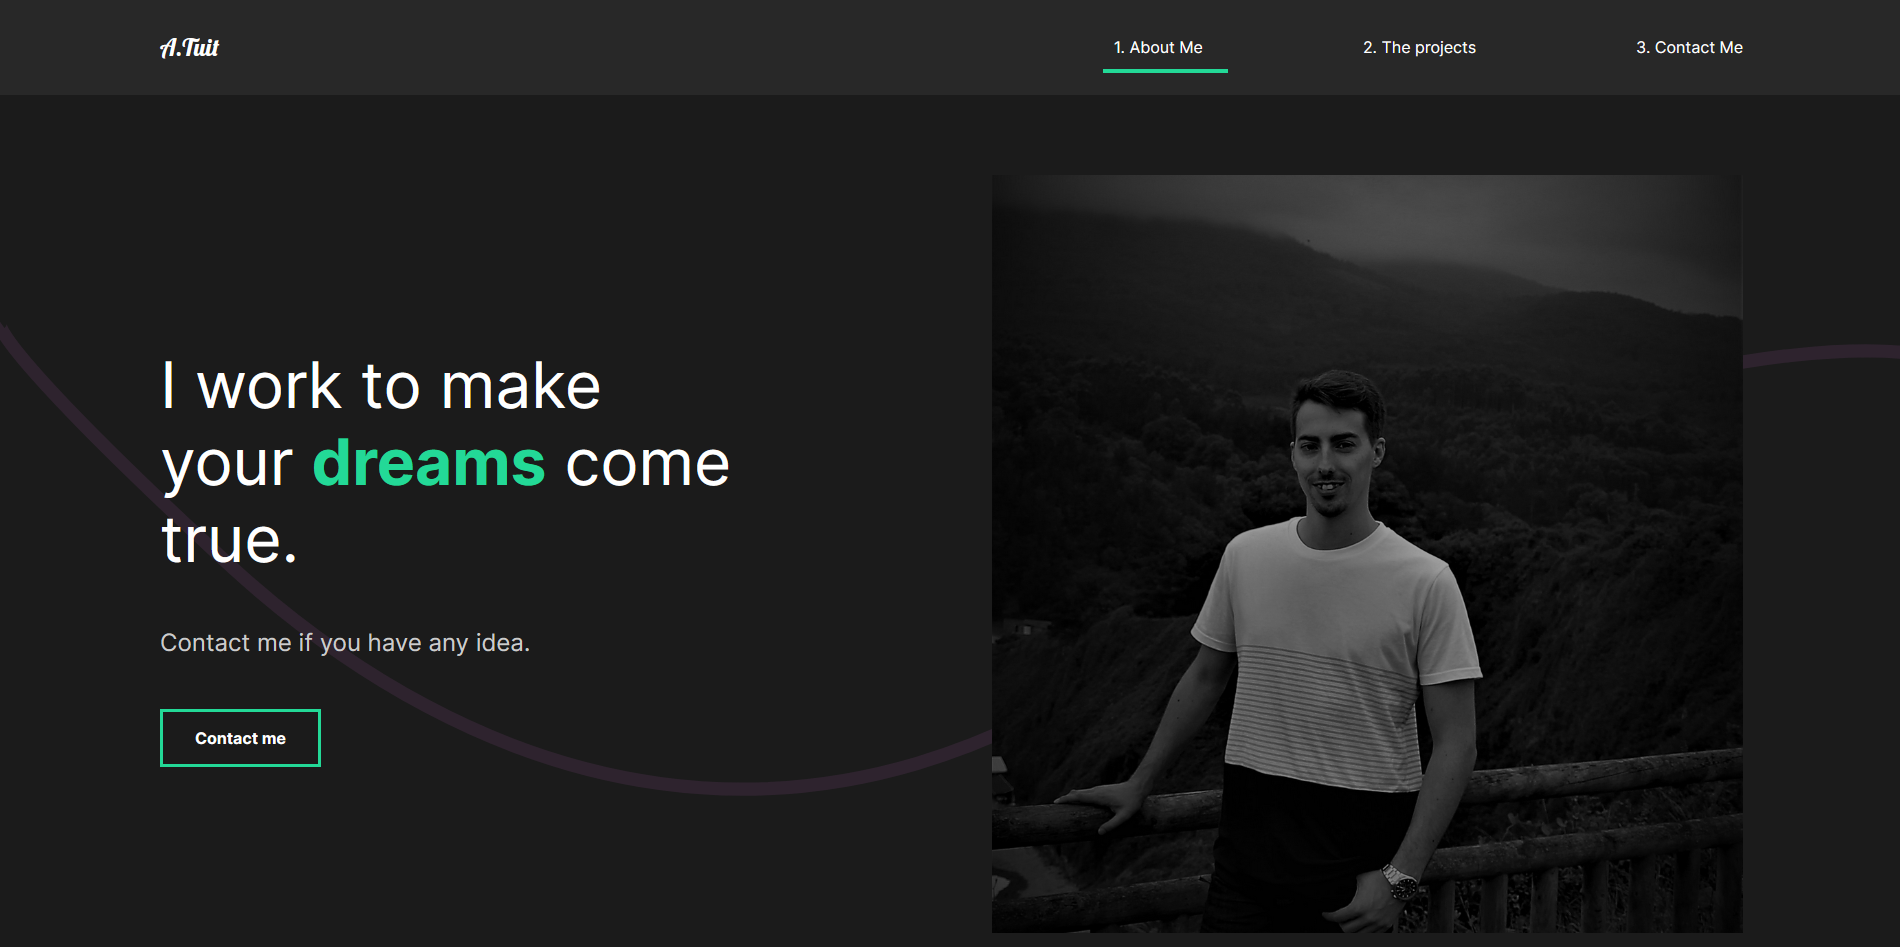 A.Tuit
1. About Me
2. The projects
3. Contact Me
I work to make
your dreams come
true.
Contact me if you have any idea.
Contact me